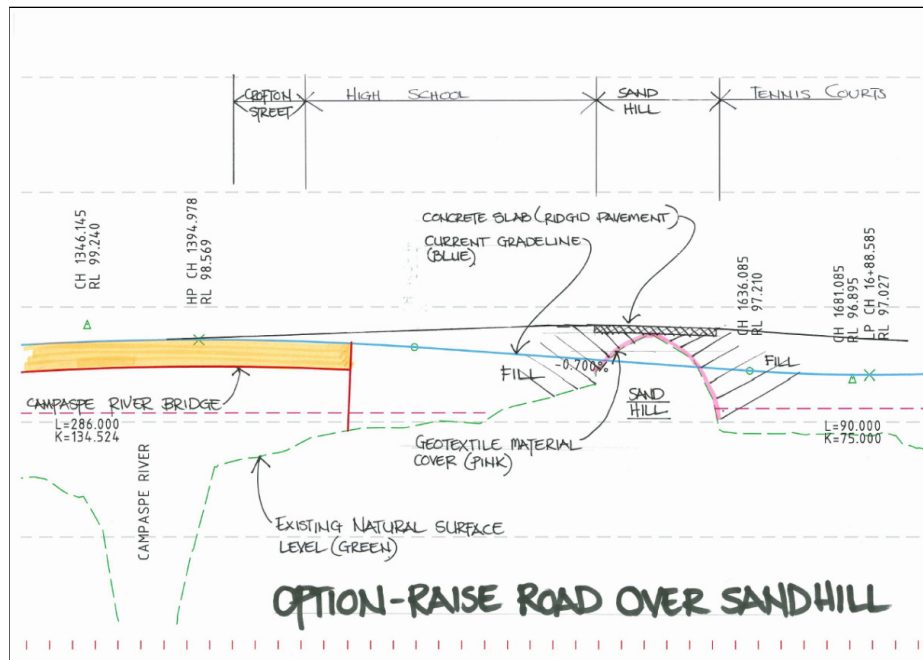 CROFTON
STREET
HIGH SCHOOL
SAND
HILL
TENNIS COURTS
CONCRETE SLAB (RIDGID PAVEMENT)
CURRENT GRADELINE
(BLUE)
CH 1346.145
RL 99.240
HP CH 1394.978
RL 98.569
CH 1636.085
RL 97.210
CH 1681.085
RL 96.895
LP CH 16+88.585
RL 97.027
FILL
-0.700%
FILL
SAND
HILL
CAMPASPE RIVER BRIDGE
L=286.000
K=134.524
GEOTEXTILE MATERIAL
COVER (PINK)
L=90.000
K=75.000
CAMPASPE RIVER
EXISTING NATURAL SURFACE
LEVEL (GREEN)
OPTION-RAISE ROAD OVER SANDHILL